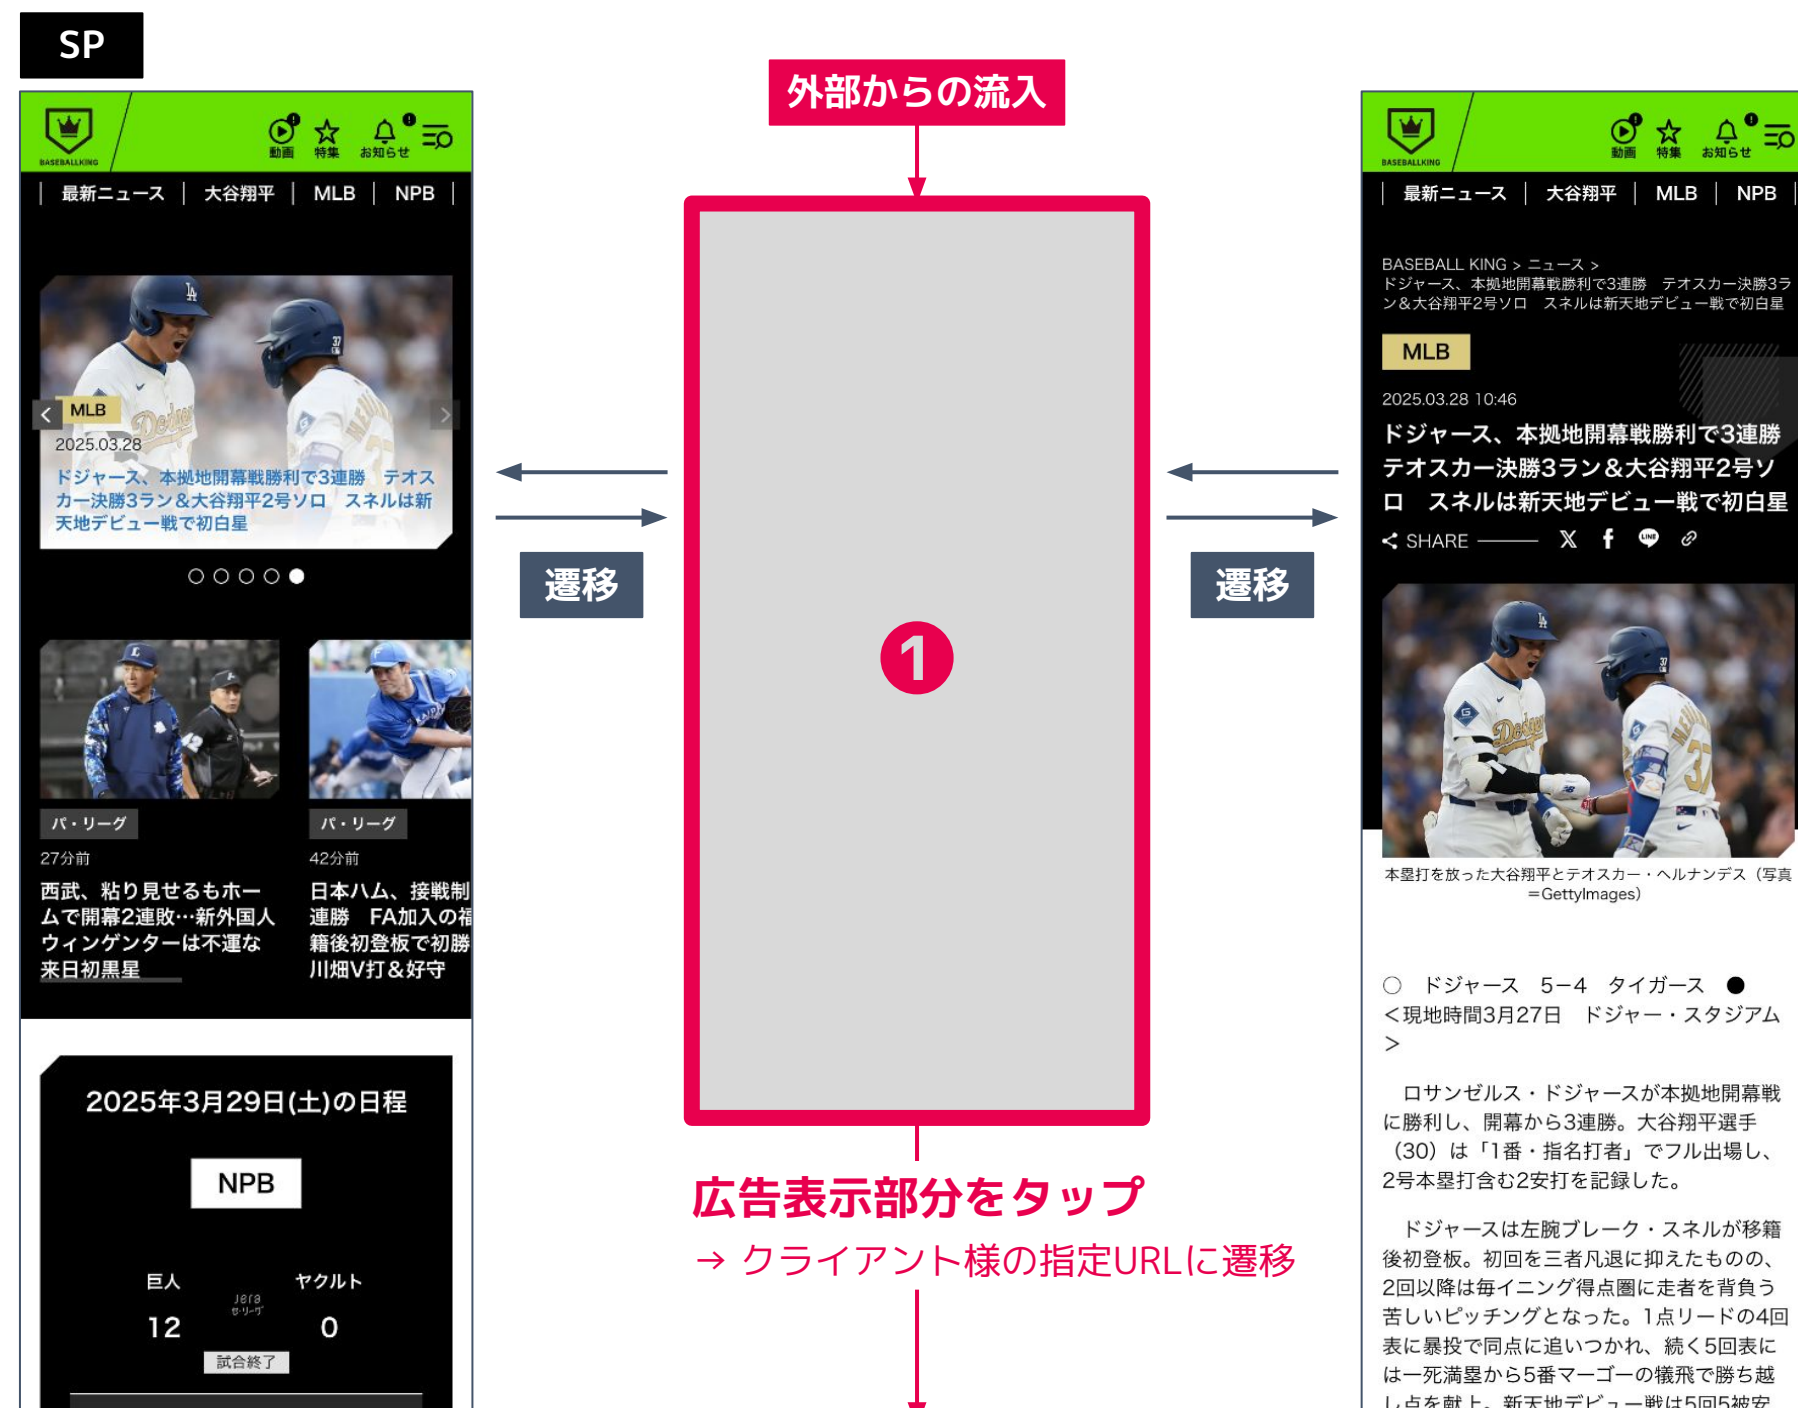 SP
BASEBALLKING
動画
特集
お知らせ
最新ニュース
大谷翔平
MLB
NPB
MLB
2025.03.28
ドジャース、本拠地開幕戦勝利で3連勝　テオス
カー決勝3ラン＆大谷翔平2号ソロ　スネルは新
天地デビュー戦で初白星
パ・リーグ
27分前
西武、粘り見せるもホー
ムで開幕2連敗…新外国人
ウィンゲンターは不運な
来日初黒星
パ・リーグ
42分前
日本ハム、接戦制
連勝　FA加入の福
籍後初登板で初勝
川畑V打＆好守
2025年3月29日(土)の日程
NPB
巨人
12
JERA
セ・リーグ
ヤクルト
0
試合終了
外部からの流入
遷移
1
遷移
広告表示部分をタップ
→ クライアント様の指定URLに遷移
BASEBALLKING
動画
特集
お知らせ
最新ニュース
大谷翔平
MLB
NPB
BASEBALL KING > ニュース >
ドジャース、本拠地開幕戦勝利で3連勝　テオスカー決勝3ラ
ン＆大谷翔平2号ソロ　スネルは新天地デビュー戦で初白星
MLB
2025.03.28 10:46
ドジャース、本拠地開幕戦勝利で3連勝
テオスカー決勝3ラン＆大谷翔平2号ソ
ロ　スネルは新天地デビュー戦で初白星
SHARE
LINE
本塁打を放った大谷翔平とテオスカー・ヘルナンデス（写真
＝GettyImages）
○　ドジャース　5－4　タイガース　●
＜現地時間3月27日　ドジャー・スタジアム
＞
ロサンゼルス・ドジャースが本拠地開幕戦
に勝利し、開幕から3連勝。大谷翔平選手
（30）は「1番・指名打者」でフル出場し、
2号本塁打含む2安打を記録した。
ドジャースは左腕ブレーク・スネルが移籍
後初登板。初回を三者凡退に抑えたものの、
2回以降は毎イニング得点圏に走者を背負う
苦しいピッチングとなった。1点リードの4回
表に暴投で同点に追いつかれ、続く5回表に
は一死満塁から5番マーゴーの犠飛で勝ち越
し点を献上。新天地デビュー戦は5回5被安